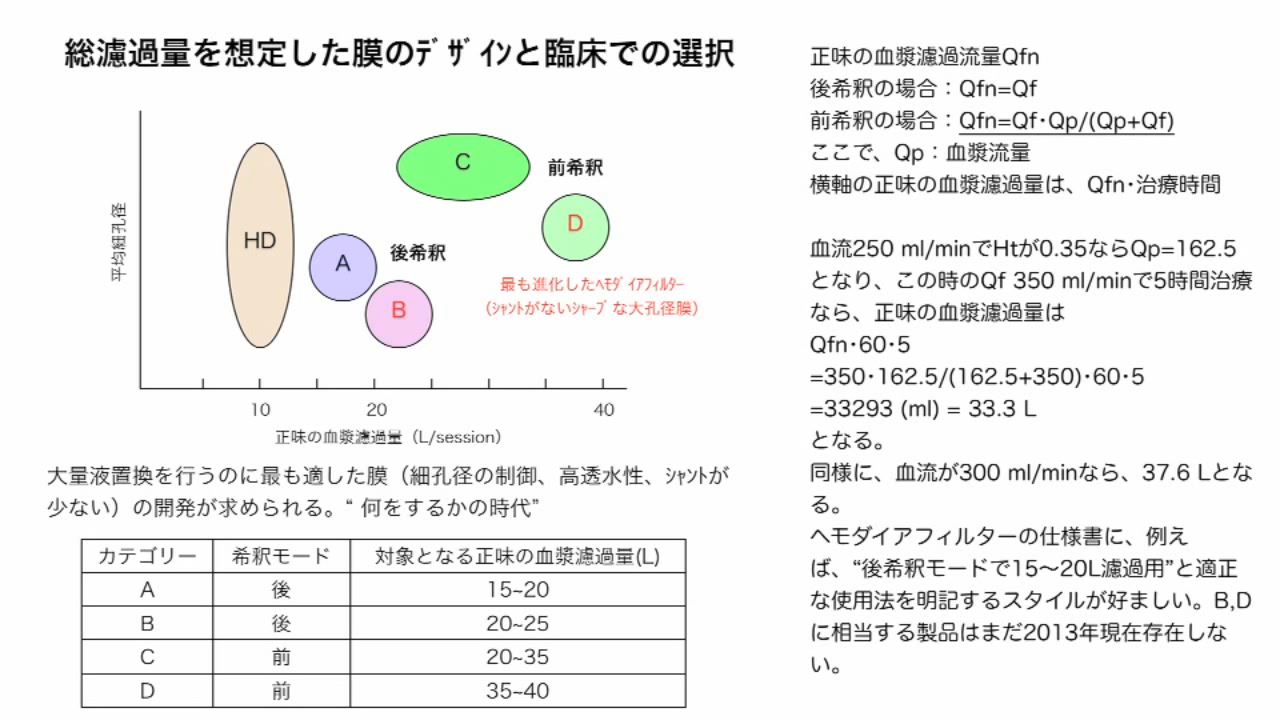 総濾過量を想定した膜のﾃﾞｻﾞｲﾝと臨床での選択
平均細孔径
HD
A
B
C
D
後希釈
前希釈
最も進化したﾍﾓﾀﾞｲｱﾌｨﾙﾀｰ
(ｼｬﾝﾄがないｼｬｰﾌﾟな大孔径膜)
10
20
40
正味の血漿濾過量（L/session）
大量液置換を行うのに最も適した膜（細孔径の制御、高透水性、ｼｬﾝﾄが
少ない）の開発が求められる。“ 何をするかの時代”
カテゴリー 希釈モード 対象となる正味の血漿濾過量(L)
A 後 15~20
B 後 20~25
C 前 20~35
D 前 35~40
正味の血漿濾過流量Qfn
後希釈の場合：Qfn=Qf
前希釈の場合：Qfn=Qf･Qp/(Qp+Qf)
ここで、Qp：血漿流量
横軸の正味の血漿濾過量は、Qfn･治療時間
血流250 ml/minでHtが0.35ならQp=162.5
となり、この時のQf 350 ml/minで5時間治療
なら、正味の血漿濾過量は
Qfn･60･5
=350･162.5/(162.5+350)･60･5
=33293 (ml) = 33.3 L
となる。
同様に、血流が300 ml/minなら、37.6 Lとな
る。
ヘモダイアフィルターの仕様書に、例え
ば、“後希釈モードで15〜20L濾過用”と適正
な使用法を明記するスタイルが好ましい。B,D
に相当する製品はまだ2013年現在存在しな
い。